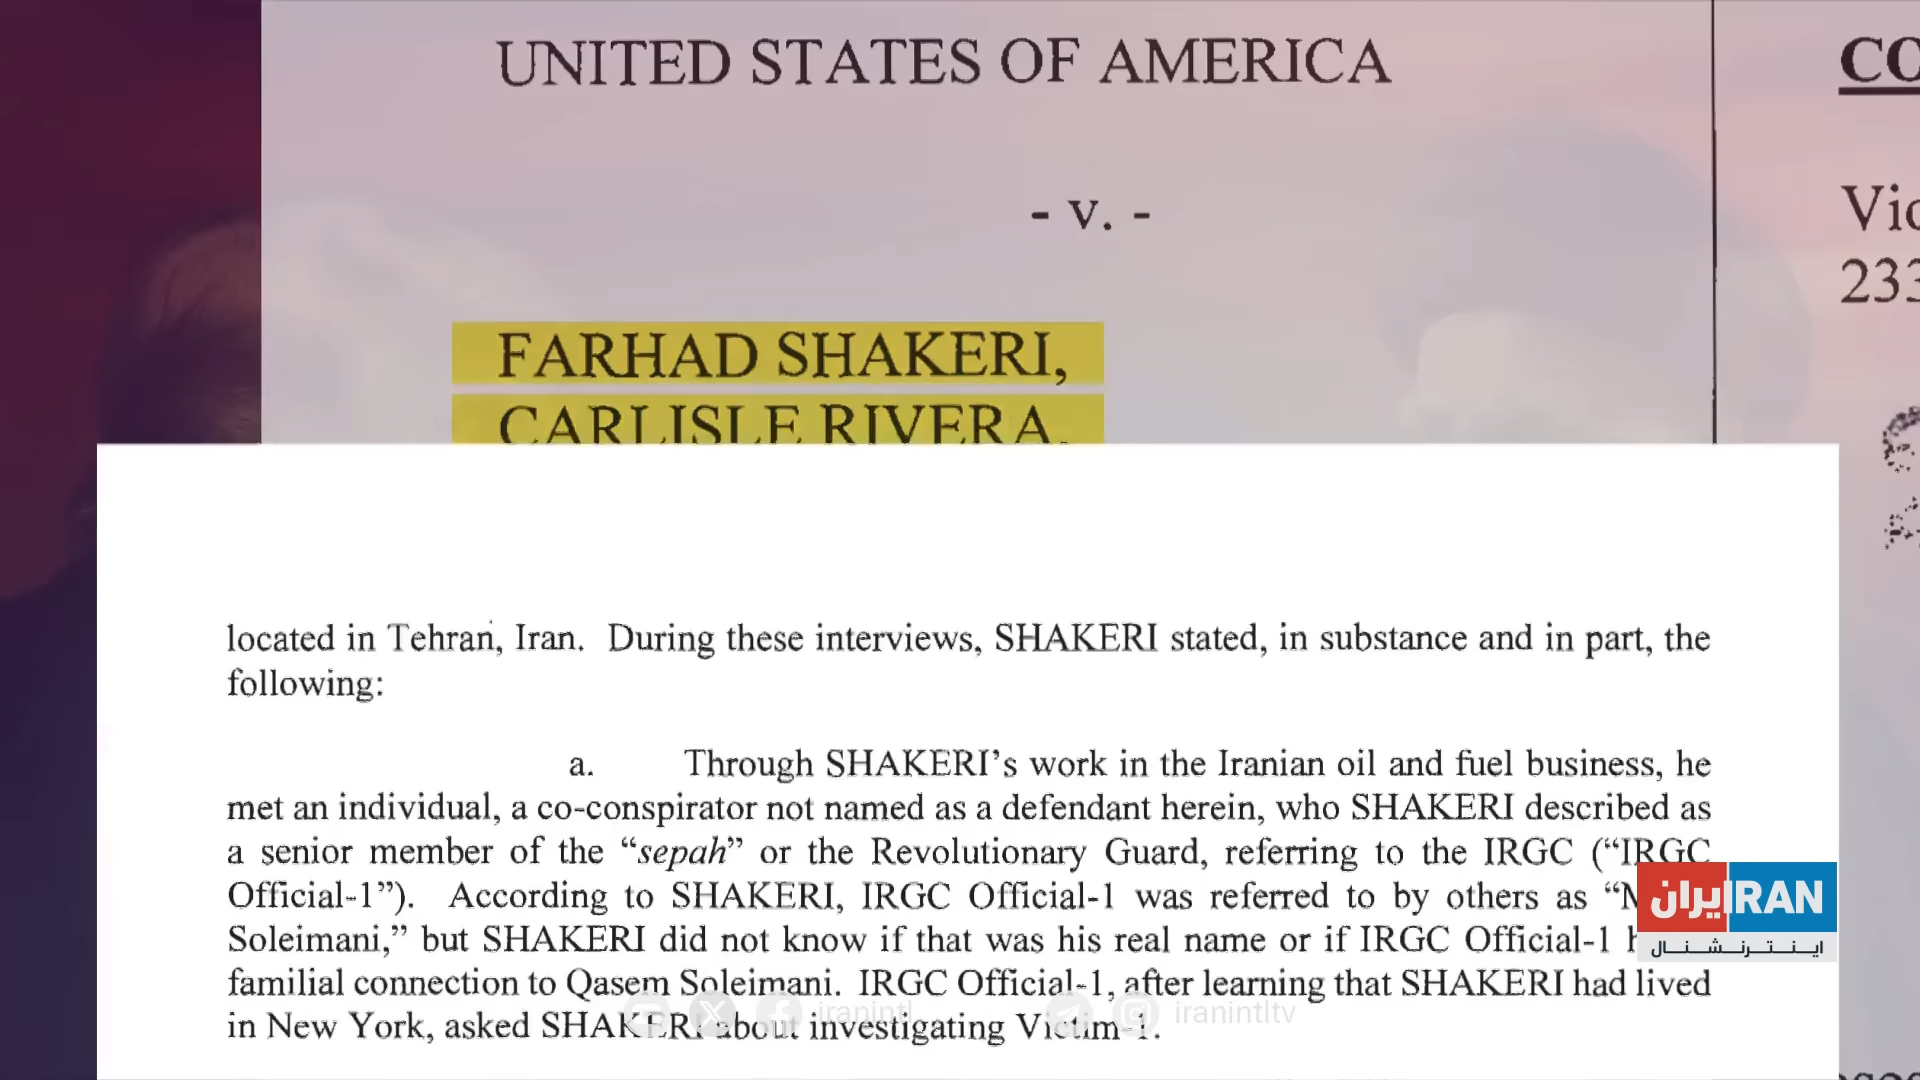 UNITED STATES OF AMERICA
- v. -
FARHAD SHAKERI,
CARLISLE RIVERA,
233
located in Tehran, Iran. During these interviews, SHAKERI stated, in substance and in part, the
following:
a. Through SHAKERI’s work in the Iranian oil and fuel business, he
met an individual, a co-conspirator not named as a defendant herein, who SHAKERI described as
a senior member of the “sepah” or the Revolutionary Guard, referring to the IRGC (“IRGC
Official-1”). According to SHAKERI, IRGC Official-1 was referred to by others as
Soleimani,” but SHAKERI did not know if that was his real name or if IRGC Official-1
familial connection to Qasem Soleimani. IRGC Official-1, after learning that SHAKERI had lived
in New York, asked SHAKERI about investigating Victim-1.
ایران IRAN
اینترنشنال
iranintl iranintltv